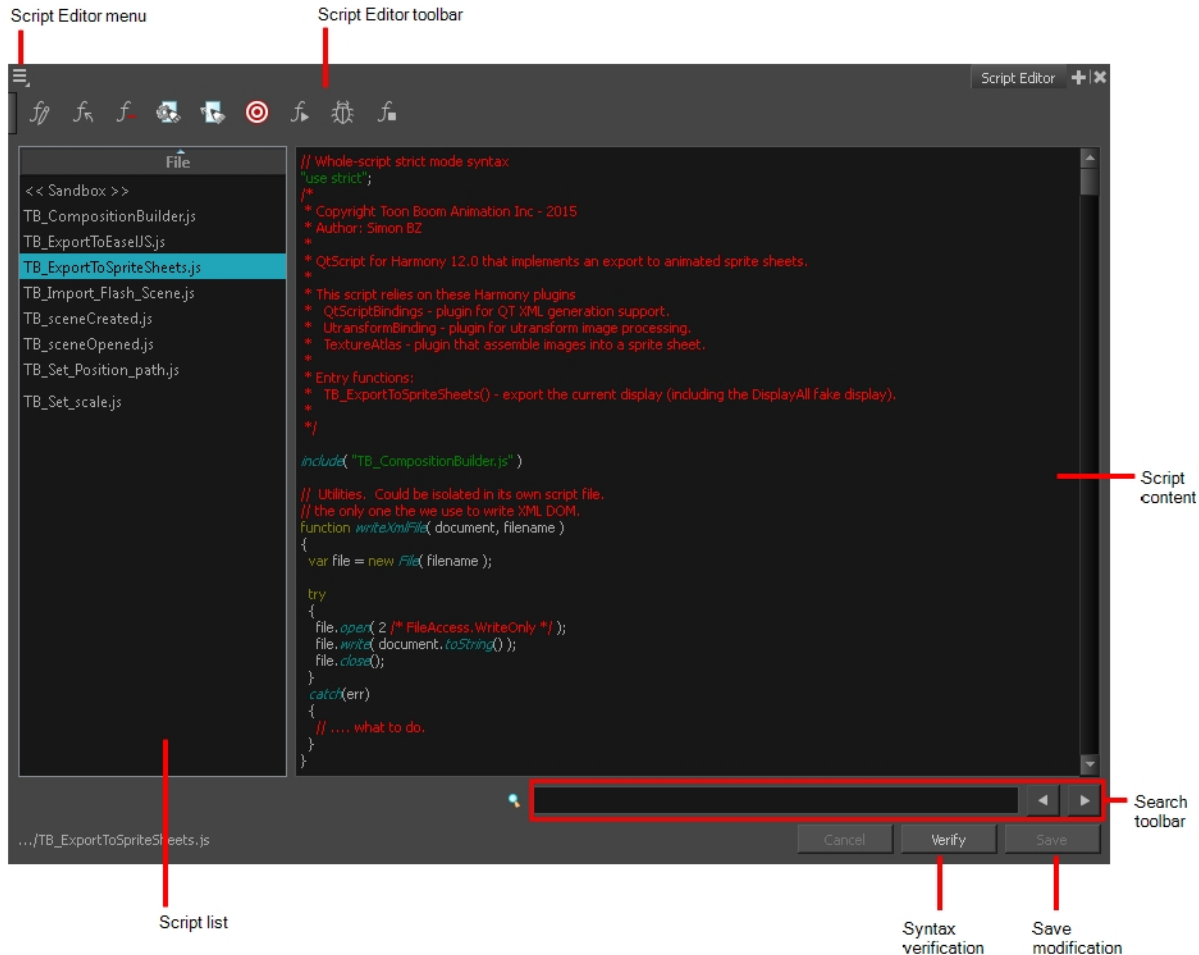 Script Editor menu
Script Editor toolbar
Script Editor
File
<< Sandbox >>
TB_CompositionBuilder.js
TB_ExportToEaselJS.js
TB_ExportToSpriteSheets.js
TB_Import_Flash_Scene.js
TB_sceneCreated.js
TB_sceneOpened.js
TB_Set_Position_path.js
TB_Set_scale.js
// Whole-script strict mode syntax
"use strict";
/*
* Copyright Toon Boom Animation Inc - 2015
* Author: Simon BZ
*
* QtScript for Harmony 12.0 that implements an export to animated sprite sheets.
*
* This script relies on these Harmony plugins
*  QtScriptBindings - plugin for QT XML generation support.
*  UtransformBinding - plugin for utransform image processing.
*  TextureAtlas - plugin that assemble images into a sprite sheet.
*
* Entry functions:
*  TB_ExportToSpriteSheets() - export the current display (including the DisplayAll fake display).
*
*/
include( "TB_CompositionBuilder.js" )
//  Utilities.  Could be isolated in its own script file.
// the only one the we use to write XML DOM.
function writeXmlFile( document, filename )
{
var file = new File( filename );
try
{
file.open( 2 /* FileAccess.WriteOnly */ );
file.write( document.toString() );
file.close();
}
catch(err)
{
// .... what to do.
}
}
Script
content
Search
toolbar
.../TB_ExportToSpriteSheets.js
Cancel
Verify
Save
Script list
Syntax
verification
Save
modification